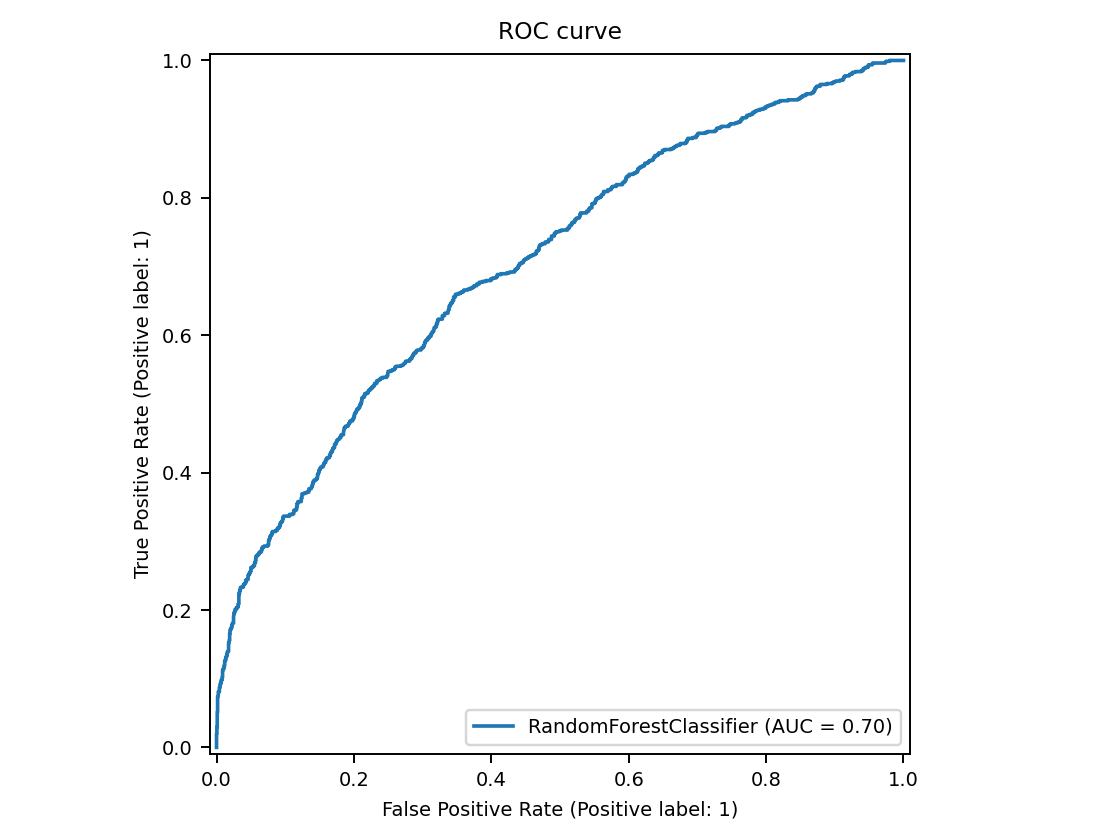 ROC curve
True Positive Rate (Positive label: 1)
1.0
0.8
0.6
0.4
0.2
0.0
RandomForestClassifier (AUC = 0.70)
0.0 0.2 0.4 0.6 0.8 1.0
False Positive Rate (Positive label: 1)